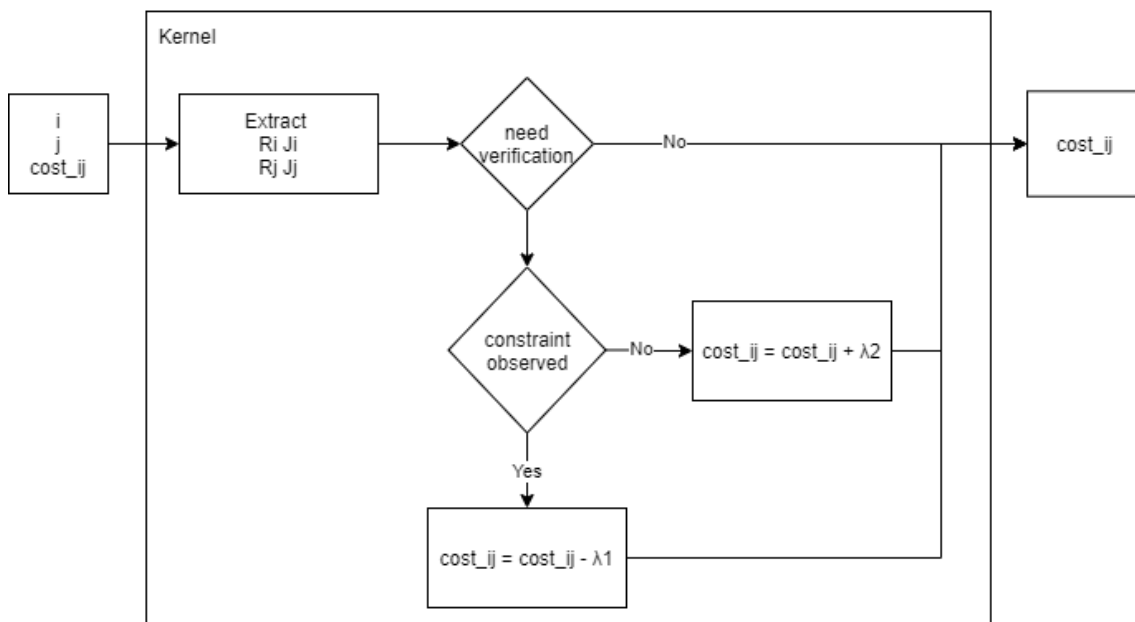 Kernel
i
j
cost_ij
Extract
Ri Ji
Rj Jj
need
verification
No
cost_ij
constraint
observed
No
cost_ij = cost_ij + λ2
Yes
cost_ij = cost_ij - λ1